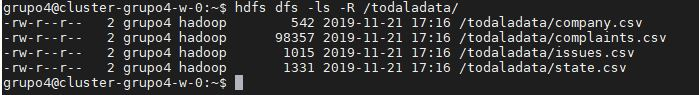 grupo4@cluster-grupo4-w-0:~$ hdfs dfs -ls -R /todaladata/
-rw-r--r--   2 grupo4 hadoop        542 2019-11-21 17:16 /todaladata/company.csv
-rw-r--r--   2 grupo4 hadoop      98357 2019-11-21 17:16 /todaladata/complaints.csv
-rw-r--r--   2 grupo4 hadoop       1015 2019-11-21 17:16 /todaladata/issues.csv
-rw-r--r--   2 grupo4 hadoop       1331 2019-11-21 17:16 /todaladata/state.csv
grupo4@cluster-grupo4-w-0:~$